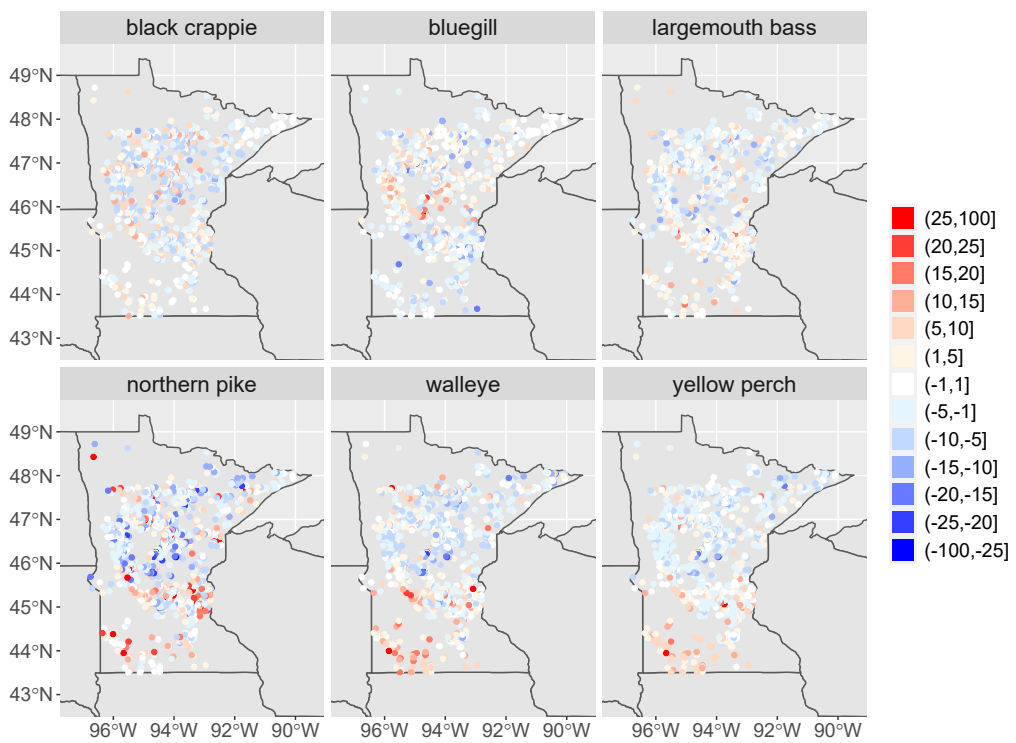 black crappie bluegill largemouth bass
49°N
48°N
47°N
46°N
45°N
44°N
43°N
northern pike walleye yellow perch
49°N
48°N
47°N
46°N
45°N
44°N
43°N
96°W 94°W 92°W 90°W 96°W 94°W 92°W 90°W 96°W 94°W 92°W 90°W
(25,100]
(20,25]
(15,20]
(10,15]
(5,10]
(1,5]
(-1,1]
(-5,-1]
(-10,-5]
(-15,-10]
(-20,-15]
(-25,-20]
(-100,-25]